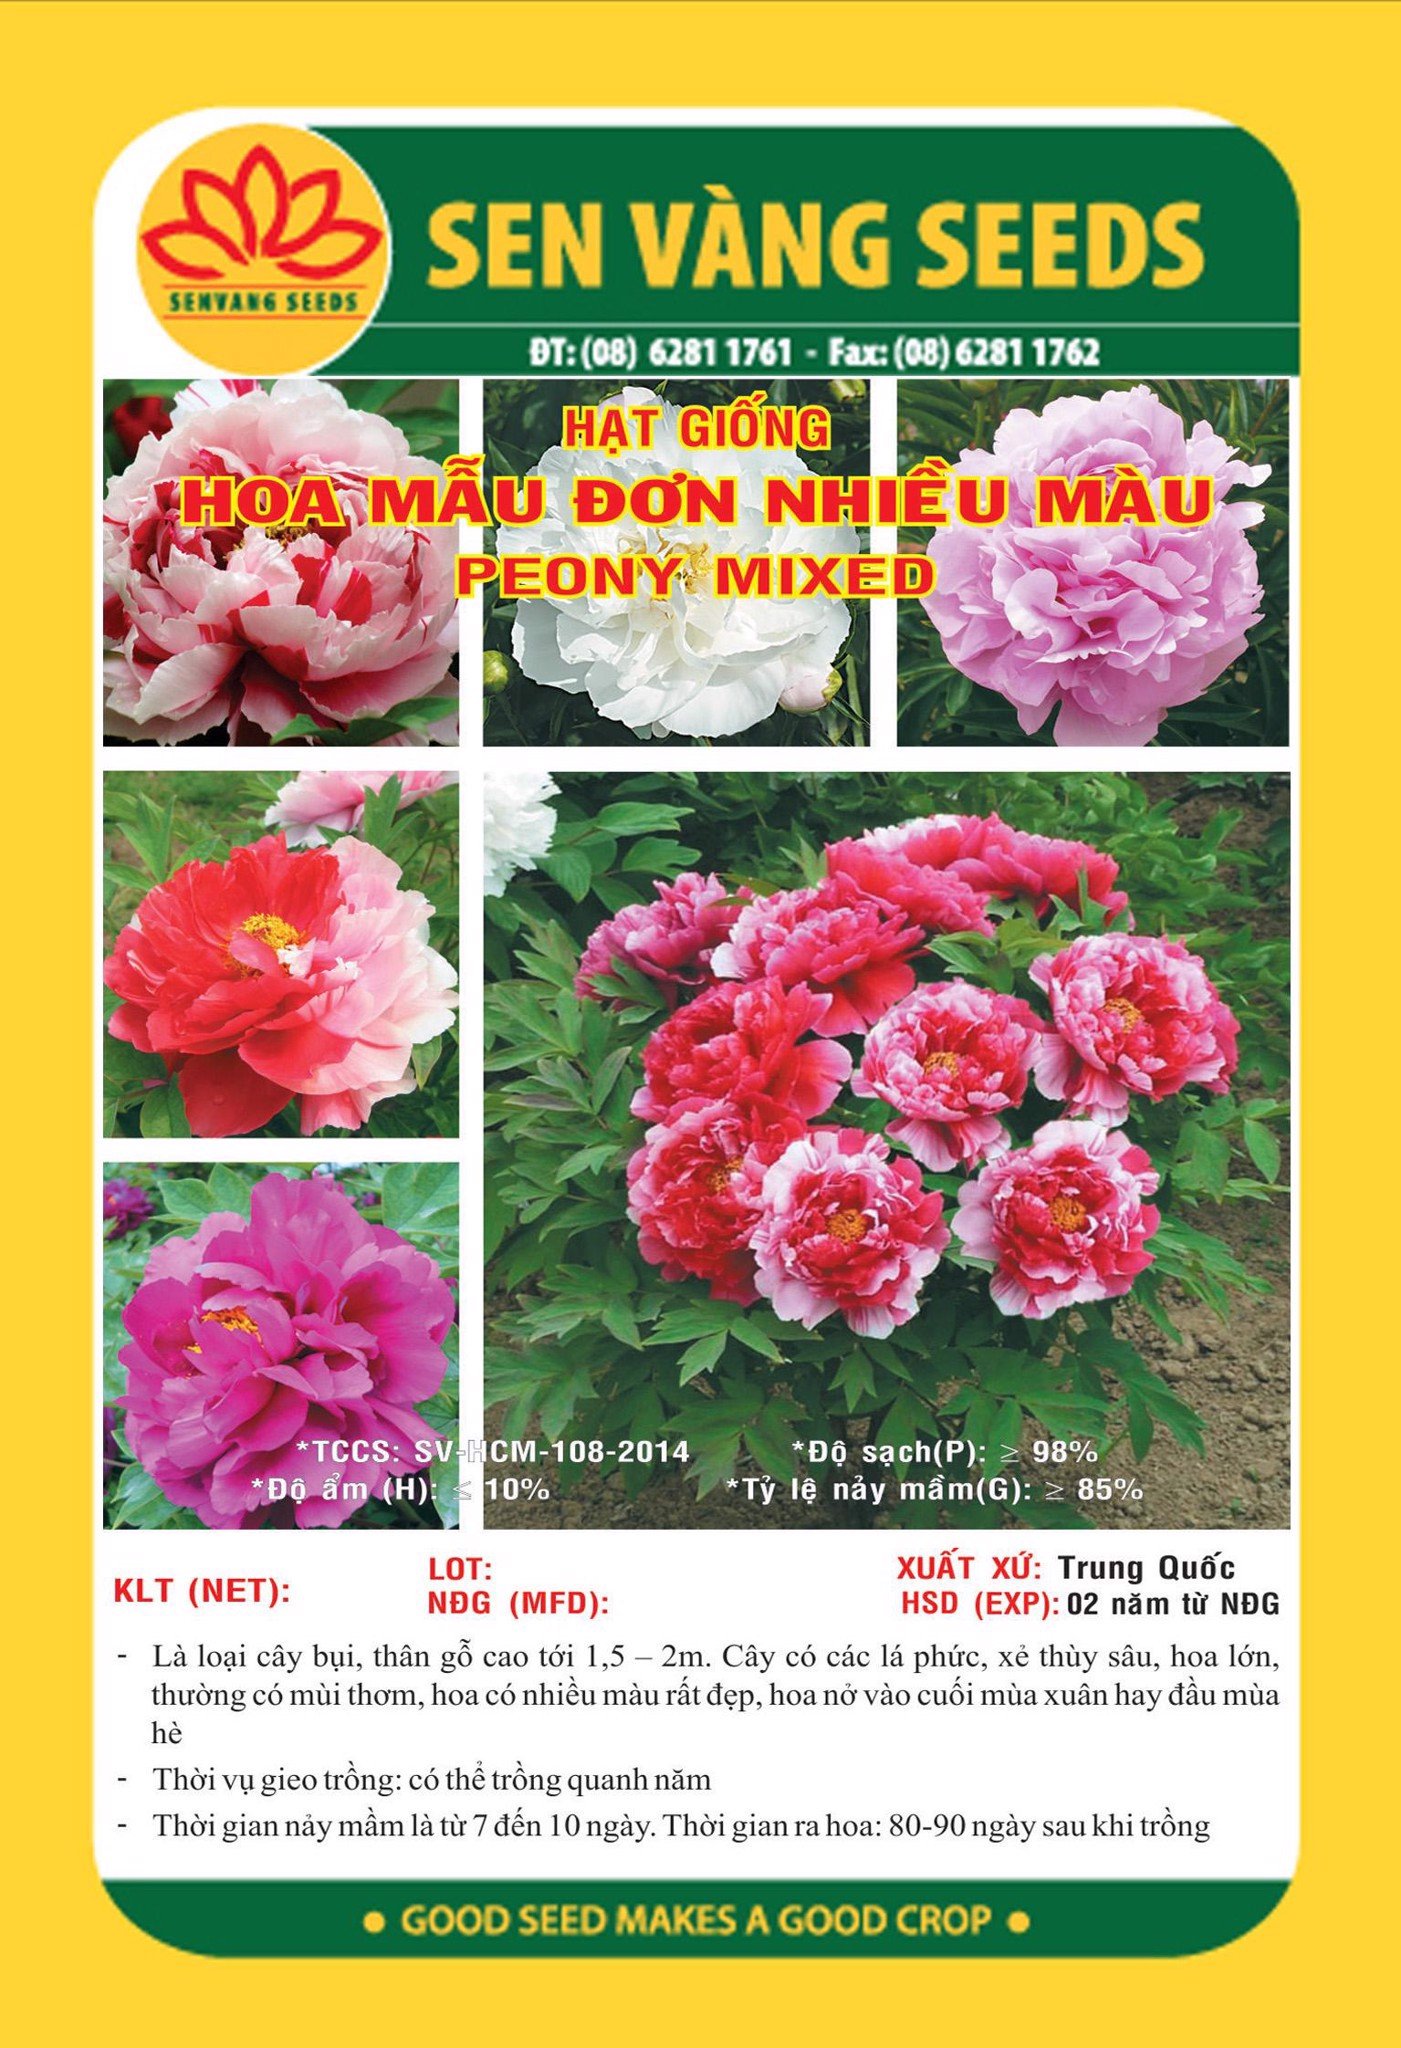 SENVANG SEEDS
SEN VÀNG SEEDS
ĐT: (08) 6281 1761 - Fax: (08) 6281 1762
HẠT GIỐNG
HOA MẪU ĐƠN NHIỀU MÀU
PEONY MIXED
*TCCS: SV-HCM-108-2014 *Độ sạch(P): ≥ 98%
*Độ ẩm (H): ≤ 10% *Tỷ lệ nảy mầm(G): ≥ 85%
KLT (NET):
LOT:
NĐG (MFD):
XUẤT XỨ: Trung Quốc
HSD (EXP): 02 năm từ NĐG
- Là loại cây bụi, thân gỗ cao tới 1,5 – 2m. Cây có các lá phức, xẻ thùy sâu, hoa lớn,
thường có mùi thơm, hoa có nhiều màu rất đẹp, hoa nở vào cuối mùa xuân hay đầu mùa
hè
- Thời vụ gieo trồng: có thể trồng quanh năm
- Thời gian nảy mầm là từ 7 đến 10 ngày. Thời gian ra hoa: 80-90 ngày sau khi trồng
• GOOD SEED MAKES A GOOD CROP •